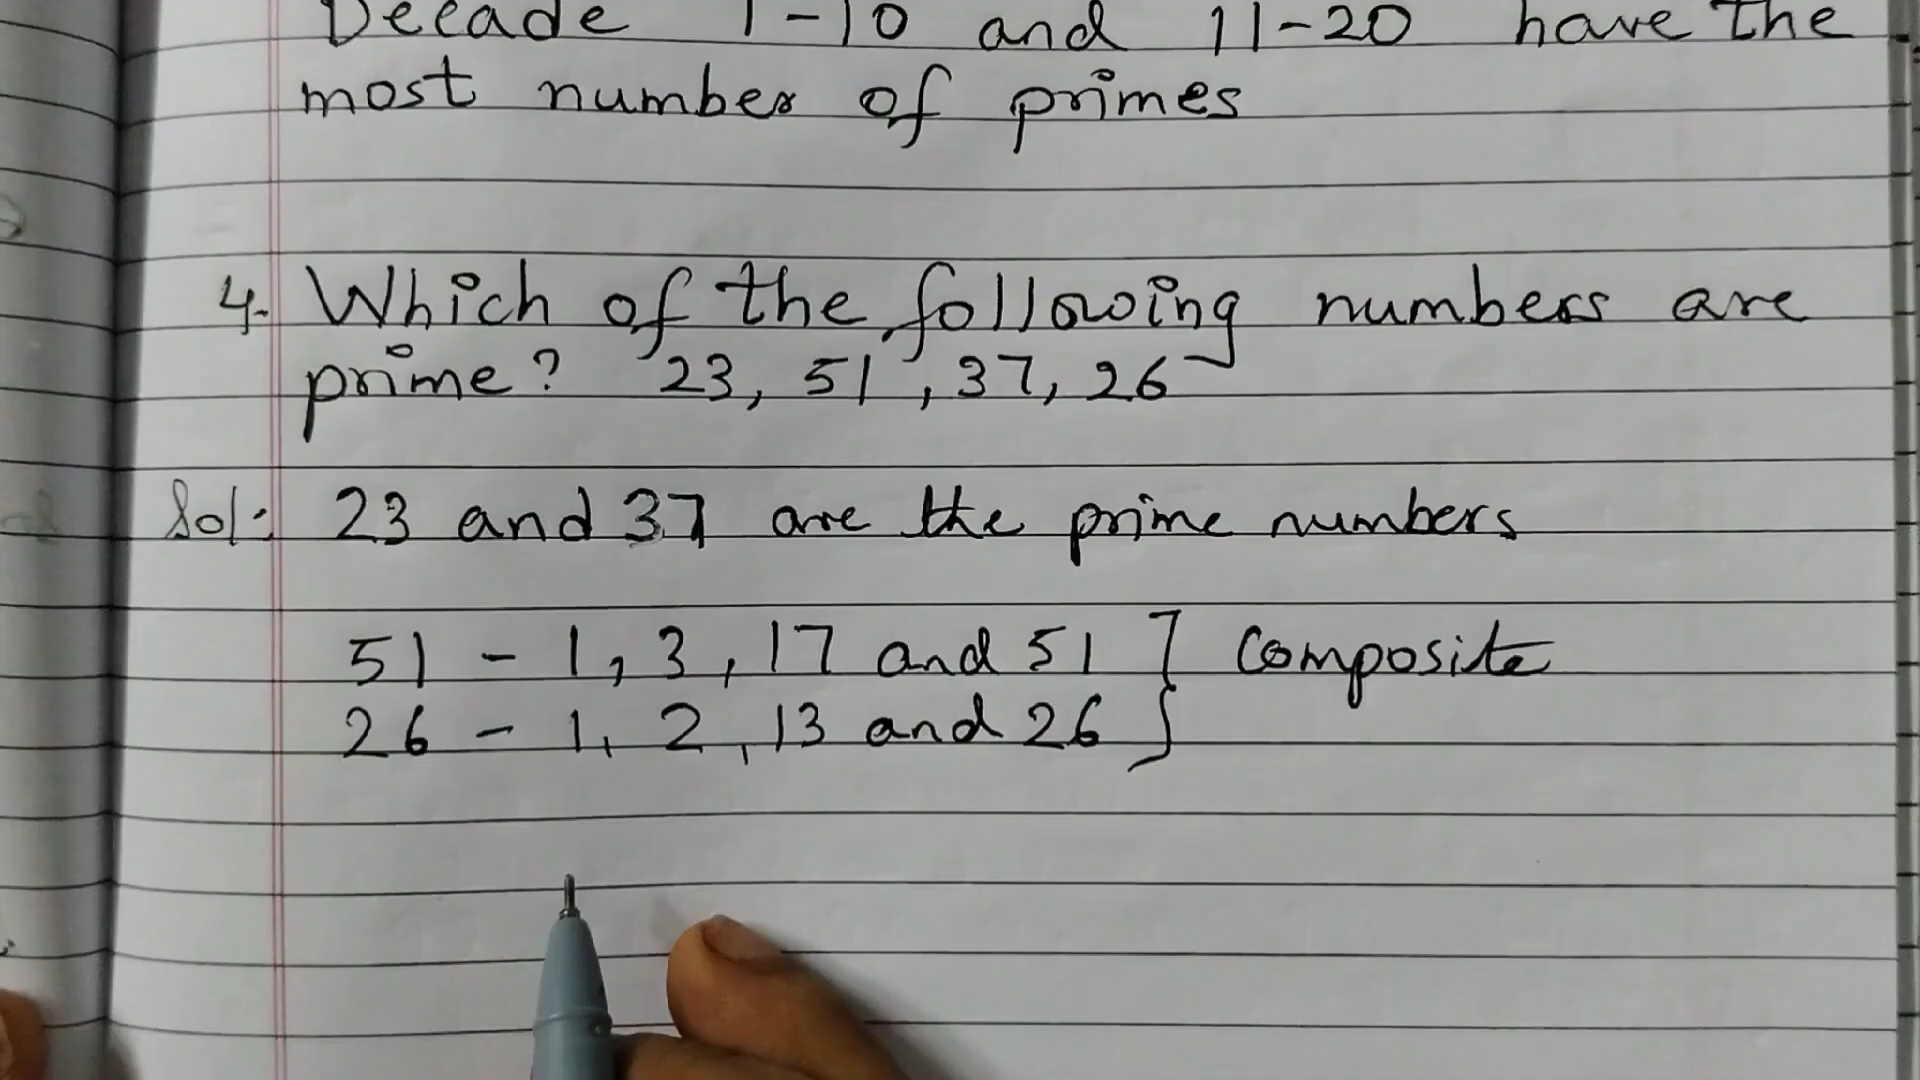 Decade 1-10 and 11-20 have the
most number of primes
4. Which of the following numbers are
prime? 23, 51, 37, 26
Sol: 23 and 37 are the prime numbers
51 - 1, 3, 17 and 51 ] composite
26 - 1, 2, 13 and 26 }